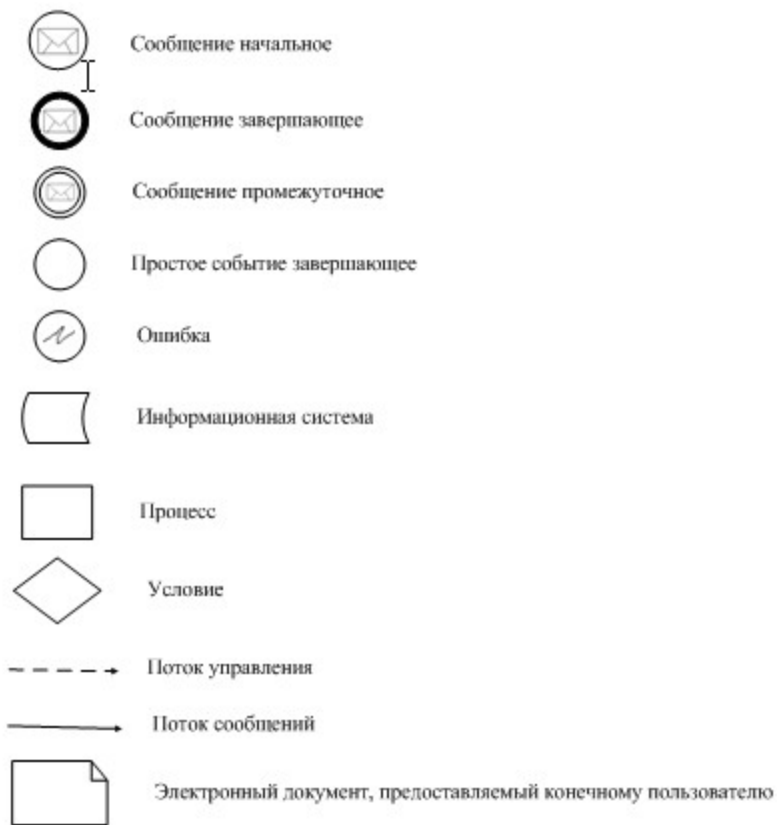 Сообщение начальное
Сообщение завершающее
Сообщение промежуточное
Простое событие завершающее
Ошибка
Информационная система
Процесс
Условие
Поток управления
Поток сообщений
Электронный документ, предоставляемый конечному пользователю